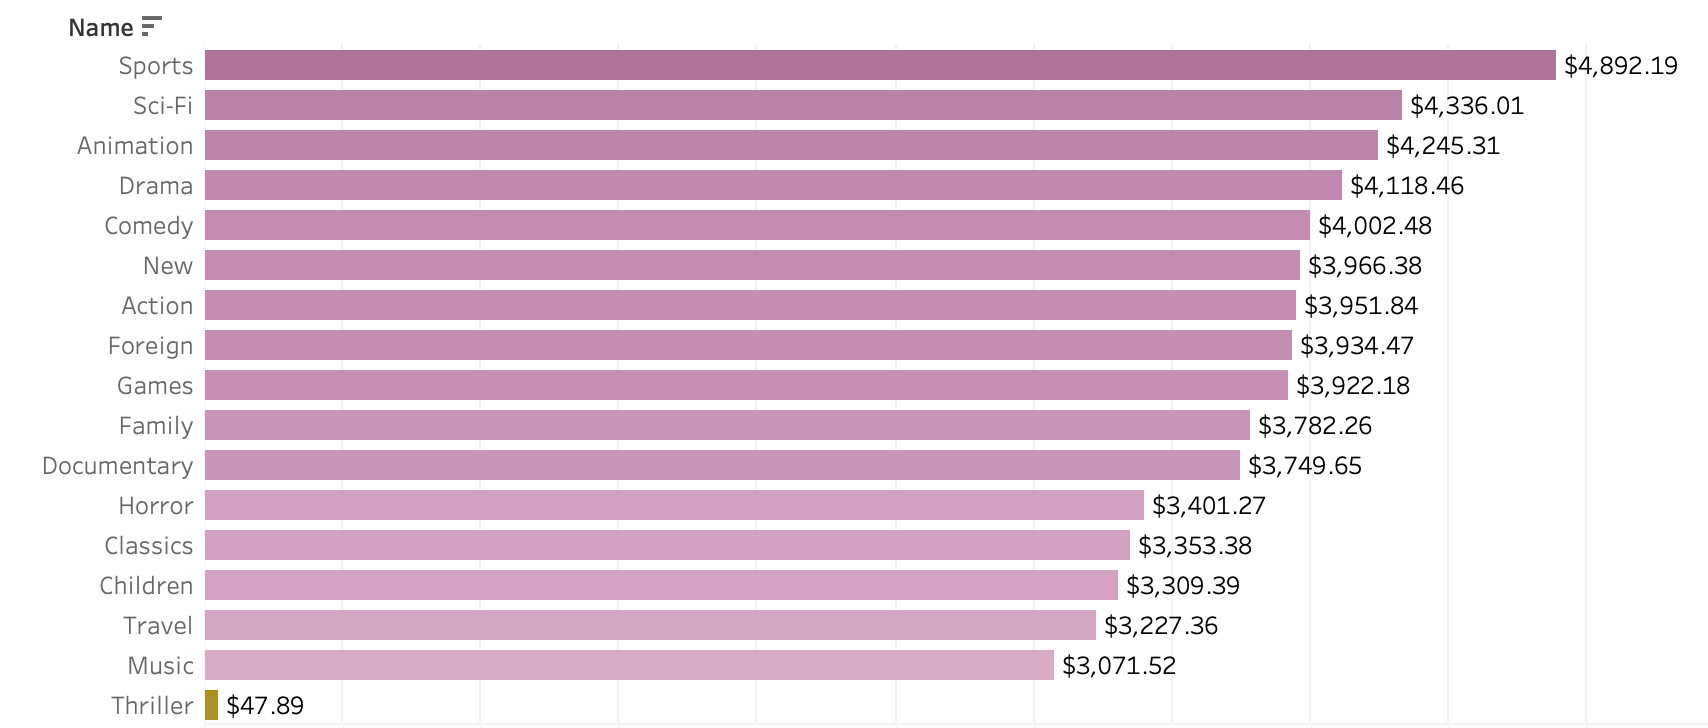 Name
Sports $4,892.19
Sci-Fi $4,336.01
Animation $4,245.31
Drama $4,118.46
Comedy $4,002.48
New $3,966.38
Action $3,951.84
Foreign $3,934.47
Games $3,922.18
Family $3,782.26
Documentary $3,749.65
Horror $3,401.27
Classics $3,353.38
Children $3,309.39
Travel $3,227.36
Music $3,071.52
Thriller $47.89